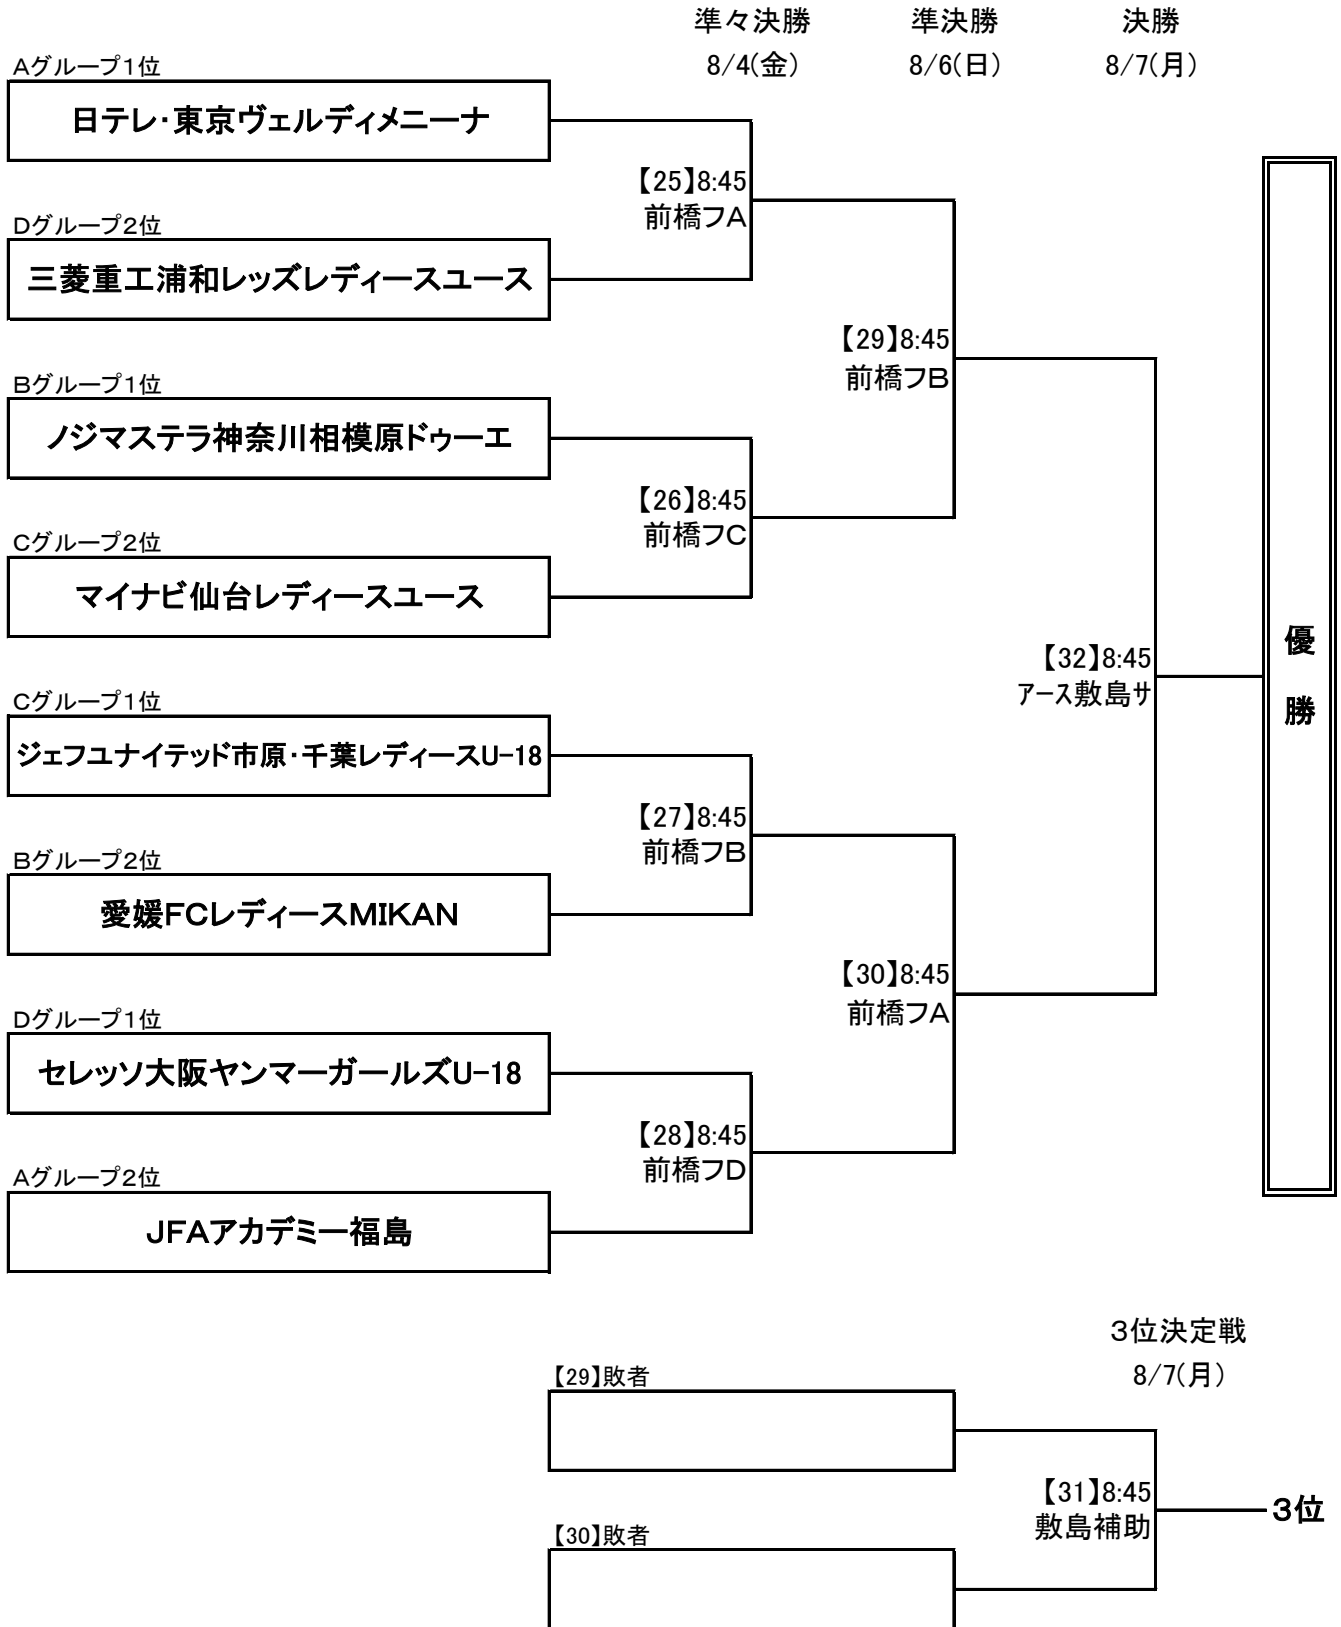 準々決勝 準決勝 決勝
8/4(金) 8/6(日) 8/7(月)
Aグループ1位
日テレ・東京ヴェルディメニーナ
【25】8:45
前橋フA
Dグループ2位
三菱重工浦和レッズレディースユース
【29】8:45
前橋フB
Bグループ1位
ノジマステラ神奈川相模原ドゥーエ
【26】8:45
前橋フC
Cグループ2位
マイナビ仙台レディースユース
【32】8:45
アース敷島サ
優
勝
Cグループ1位
ジェフユナイテッド市原・千葉レディースU-18
【27】8:45
前橋フB
Bグループ2位
愛媛FCレディースMIKAN
【30】8:45
前橋フA
Dグループ1位
セレッソ大阪ヤンマーガールズU-18
【28】8:45
前橋フD
Aグループ2位
JFAアカデミー福島
3位決定戦
8/7(月)
【29】敗者
【31】8:45
敷島補助
3位
【30】敗者